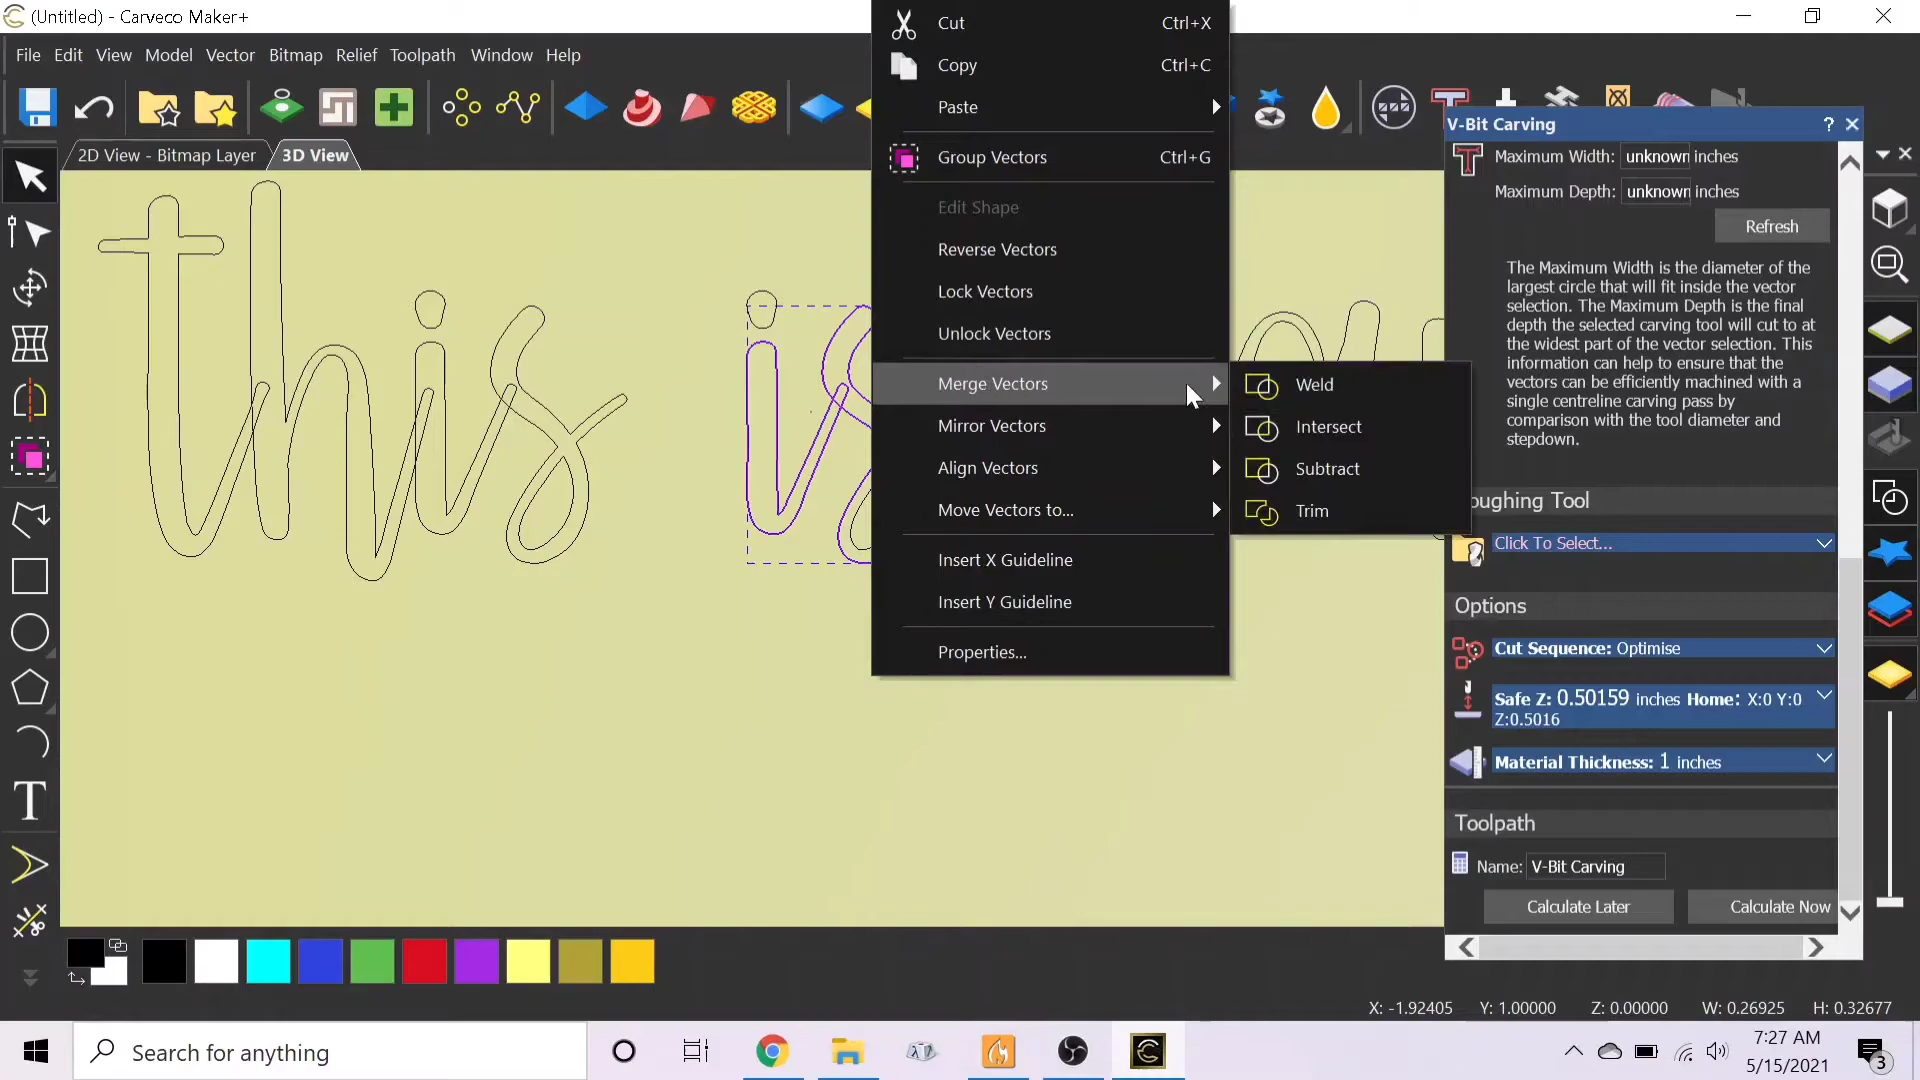 (Untitled) - Carveco Maker+
File Edit View Model Vector Bitmap Relief Toolpath Window Help
2D View - Bitmap Layer
3D View
this is
Cut Ctrl+X
Copy Ctrl+C
Paste
Group Vectors Ctrl+G
Edit Shape
Reverse Vectors
Lock Vectors
Unlock Vectors
Merge Vectors
Mirror Vectors
Align Vectors
Move Vectors to...
Insert X Guideline
Insert Y Guideline
Properties...
Weld
Intersect
Subtract
Trim
V-Bit Carving
?
Maximum Width: unknown inches
Maximum Depth: unknown inches
Refresh
The Maximum Width is the diameter of the
largest circle that will fit inside the vector
selection. The Maximum Depth is the final
depth the selected carving tool will cut to at
the widest part of the vector selection. This
information can help to ensure that the
vectors can be efficiently machined with a
single centreline carving pass by
comparison with the tool diameter and
stepdown.
oughing Tool
Click To Select...
Options
Cut Sequence: Optimise
Safe Z: 0.50159 inches Home: X:0 Y:0
Z:0.5016
Material Thickness: 1 inches
Toolpath
Name: V-Bit Carving
Calculate Later
Calculate Now
X: -1.92405 Y: 1.00000 Z: 0.00000 W: 0.26925 H: 0.32677
Search for anything
7:27 AM
5/15/2021
3